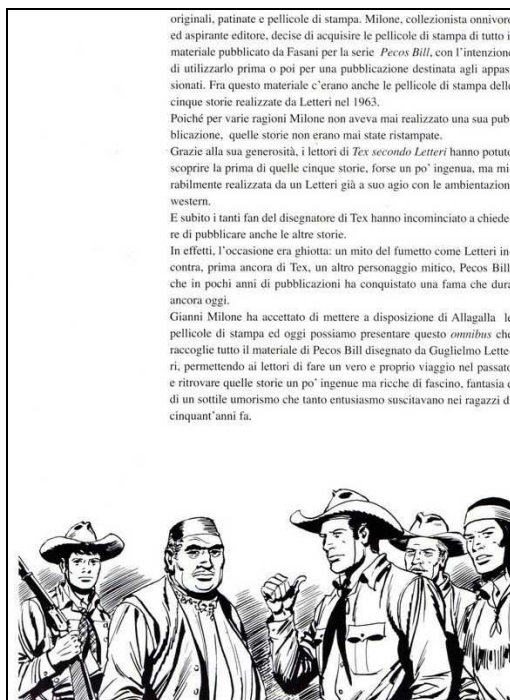 originali, patinate e pellicole di stampa. Milone, collezionista onnivoro
ed aspirante editore, decise di acquisire le pellicole di stampa di tutto i
materiale pubblicato da Fasani per la serie Pecos Bill, con l'intenzione
di utilizzarlo prima o poi per una pubblicazione destinata agli appas
sionati. Fra questo materiale c'erano anche le pellicole di stampa delle
cinque storie realizzate da Letteri nel 1963.
Poiché per varie ragioni Milone non aveva mai realizzato una sua pub
blicazione, quelle storie non erano mai state ristampate.
Grazie alla sua generosità, i lettori di Tex secondo Letteri hanno potuto
scoprire la prima di quelle cinque storie, forse un po' ingenua, ma mi-
rabilmente realizzata da un Letteri già a suo agio con le ambientazion
western.
E subito i tanti fan del disegnatore di Tex hanno incominciato a chiede-
re di pubblicare anche le altre storie.
In effetti, l'occasione era ghiotta: un mito del fumetto come Letteri in-
contra, prima ancora di Tex, un altro personaggio mitico, Pecos Bill
che in pochi anni di pubblicazioni ha conquistato una fama che dura
ancora oggi.
Gianni Milone ha accettato di mettere a disposizione di Allagalla le
pellicole di stampa ed oggi possiamo presentare questo omnibus che
raccoglie tutto il materiale di Pecos Bill disegnato da Guglielmo Lette-
ri, permettendo ai lettori di fare un vero e proprio viaggio nel passato
e ritrovare quelle storie un po' ingenue ma ricche di fascino, fantasia e
di un sottile umorismo che tanto entusiasmo suscitavano nei ragazzi d
cinquant'anni fa.